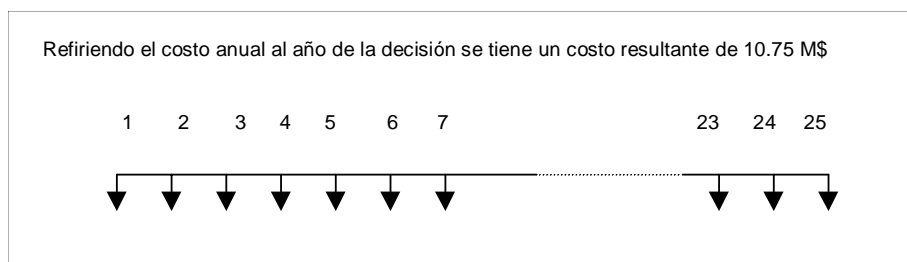 Refiriendo el costo anual al año de la decisión se tiene un costo resultante de 10.75 M$
1 2 3 4 5 6 7 23 24 25